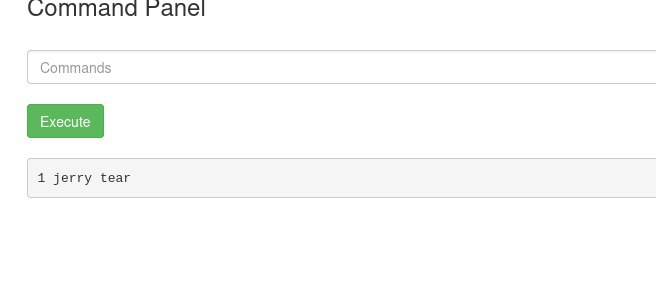 Command Panel
Commands
Execute
1 jerry tear